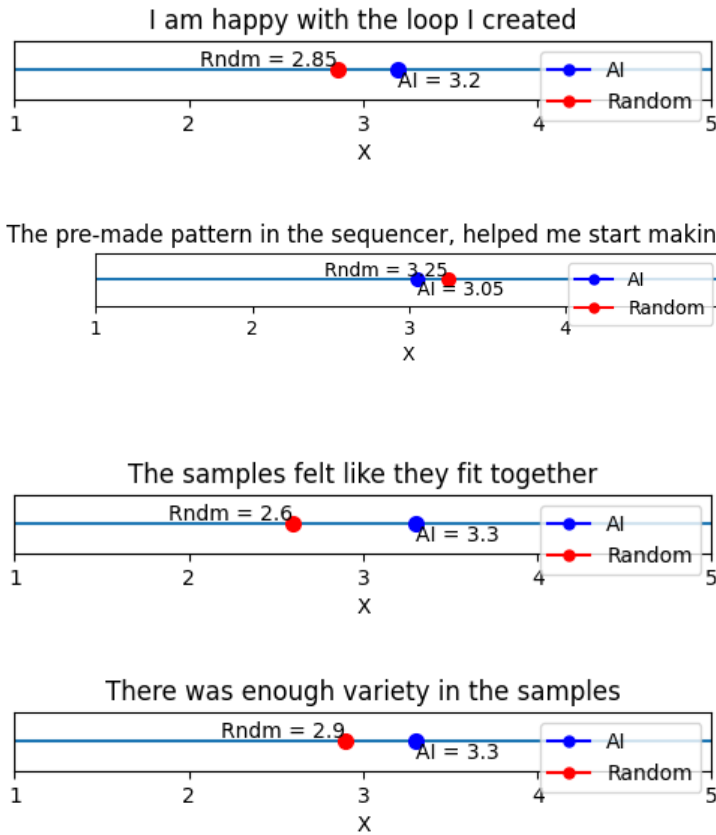 I am happy with the loop I created
Rndm = 2.85
AI = 3.2
AI
Random
1 2 3 4 5
X
The pre-made pattern in the sequencer, helped me start makin
Rndm = 3.25
AI = 3.05
AI
Random
1 2 3 4
X
The samples felt like they fit together
Rndm = 2.6
AI = 3.3
AI
Random
1 2 3 4 5
X
There was enough variety in the samples
Rndm = 2.9
AI = 3.3
AI
Random
1 2 3 4 5
X